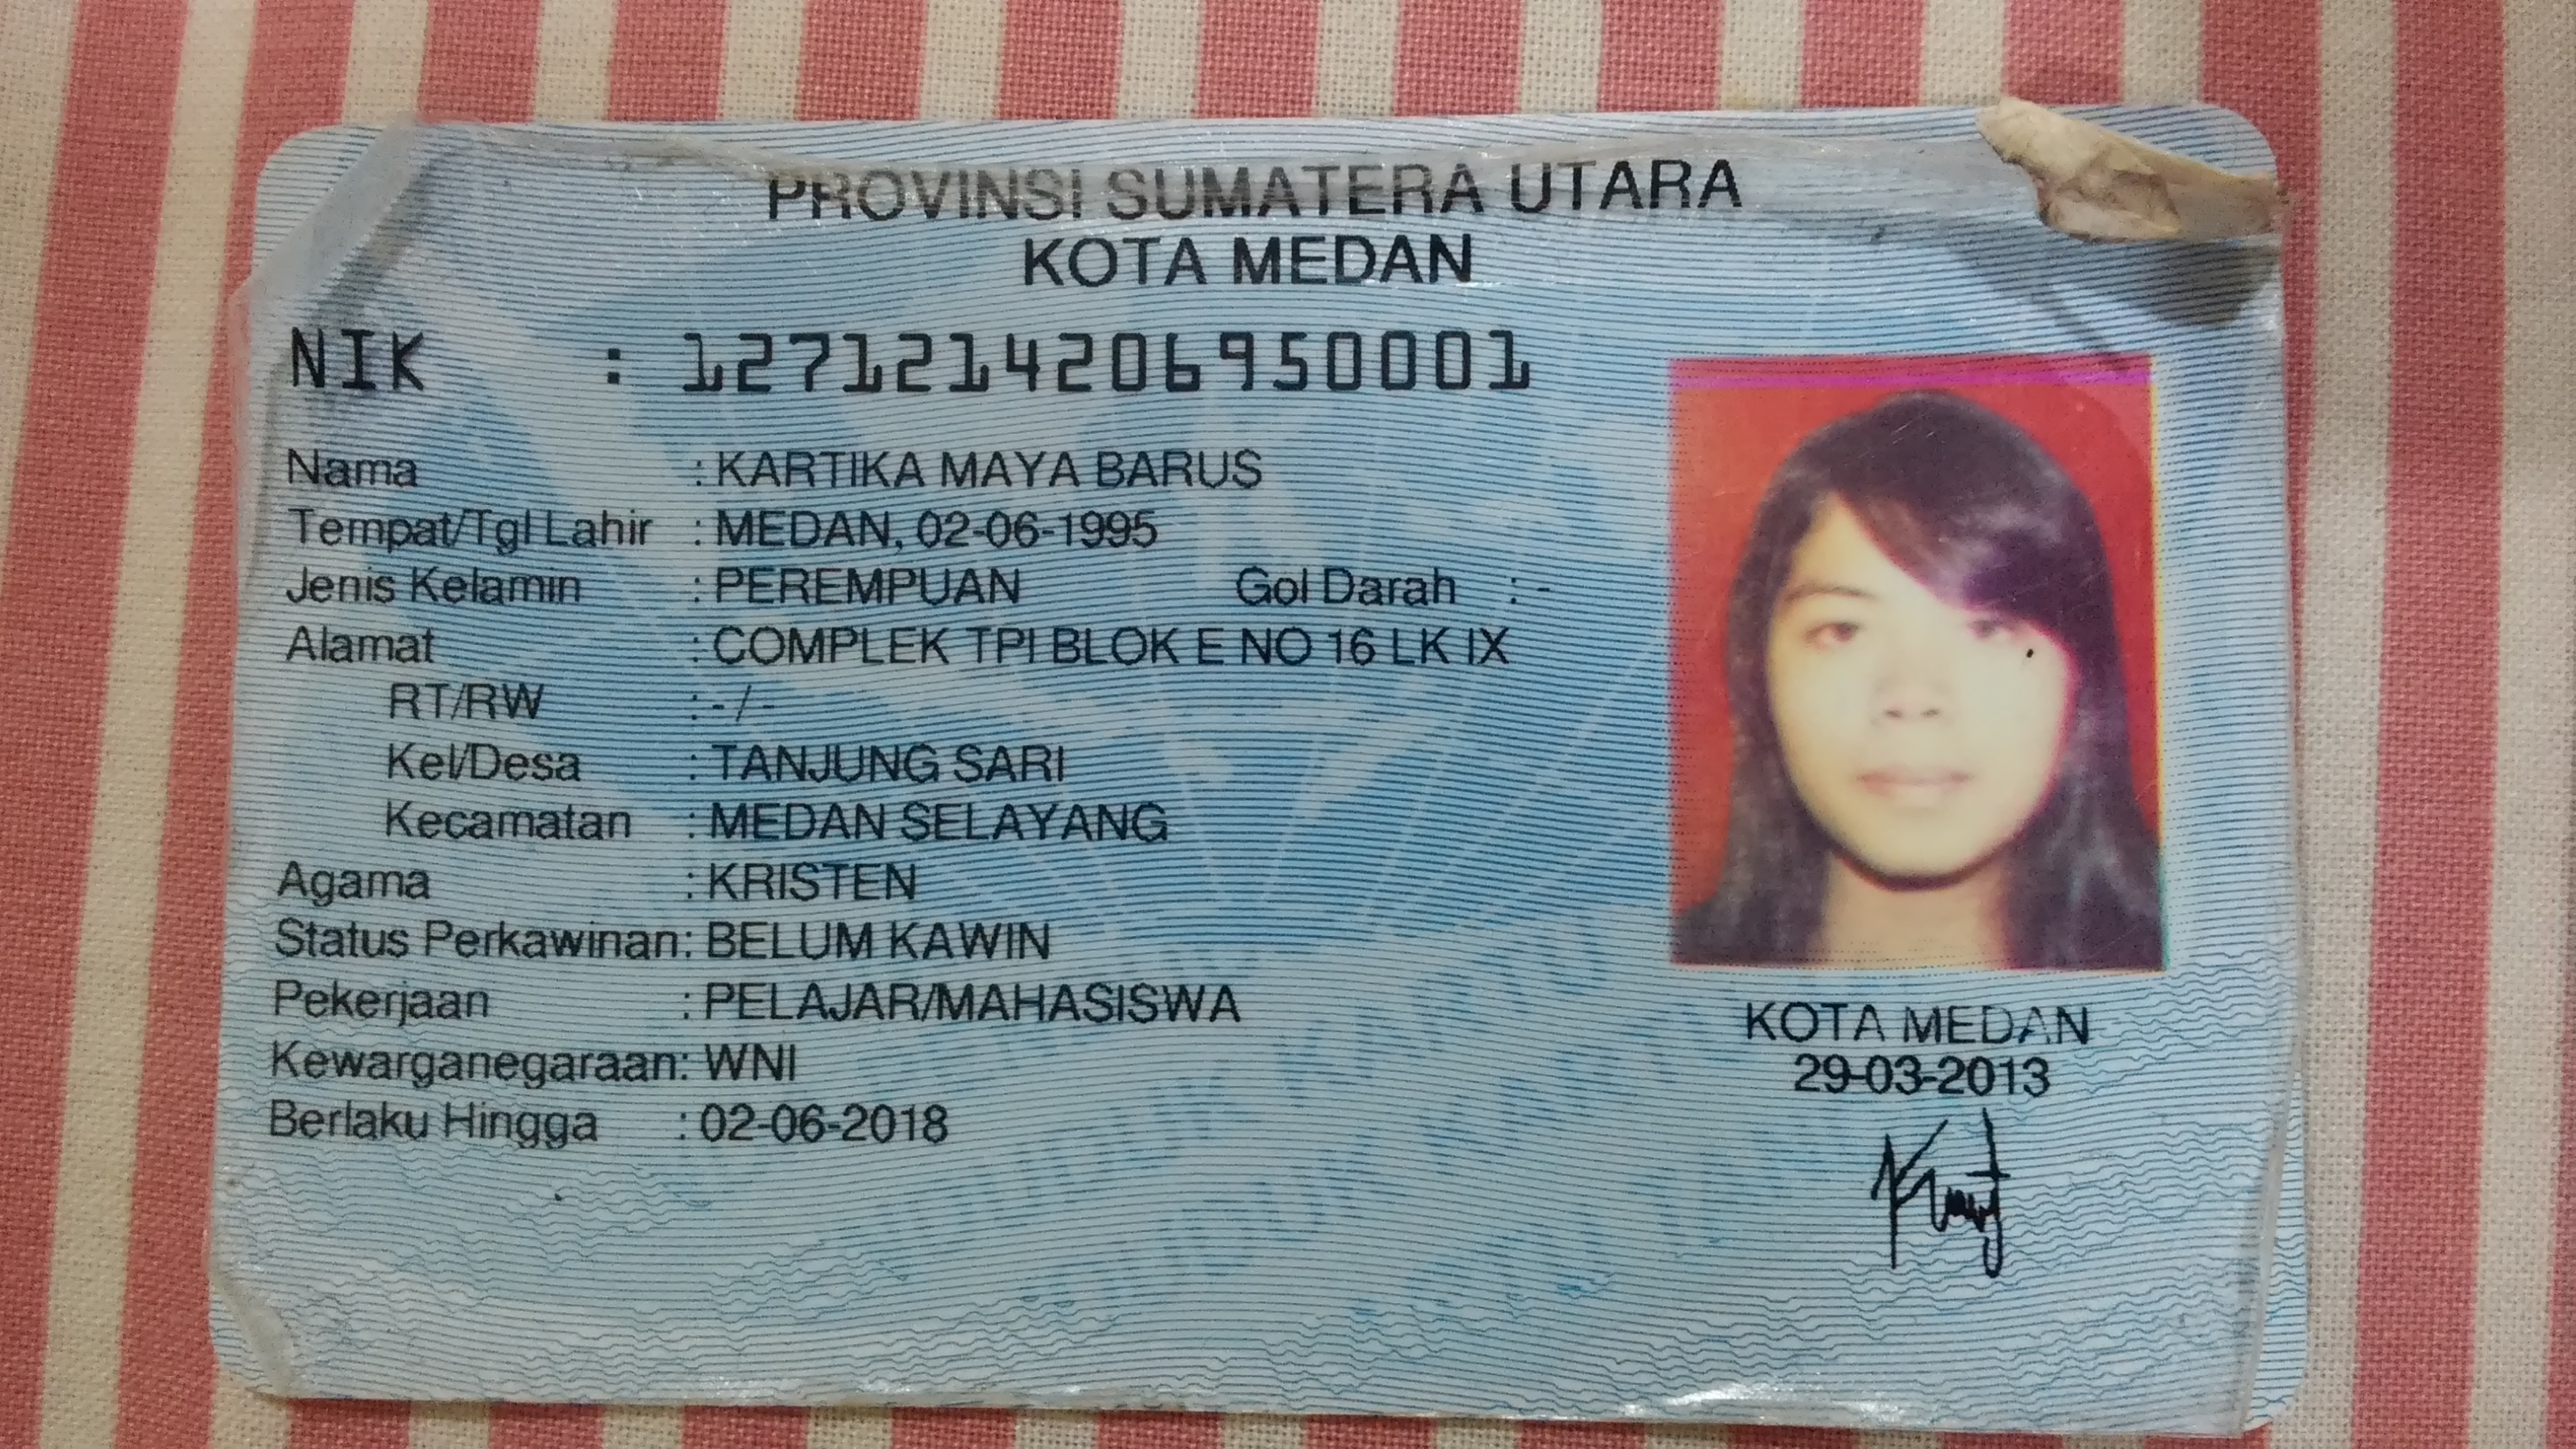 PROVINSI SUMATERA UTARA
KOTA MEDAN
NIK : 1271214206950001
Nama : KARTIKA MAYA BARUS
Tempat/Tgl Lahir : MEDAN, 02-06-1995
Jenis Kelamin : PEREMPUAN Gol Darah : -
Alamat : COMPLEK TPI BLOK E NO 16 LK IX
RT/RW : - / -
Kel/Desa : TANJUNG SARI
Kecamatan : MEDAN SELAYANG
Agama : KRISTEN
Status Perkawinan: BELUM KAWIN
Pekerjaan : PELAJAR/MAHASISWA
Kewarganegaraan: WNI
Berlaku Hingga : 02-06-2018
KOTA MEDAN
29-03-2013